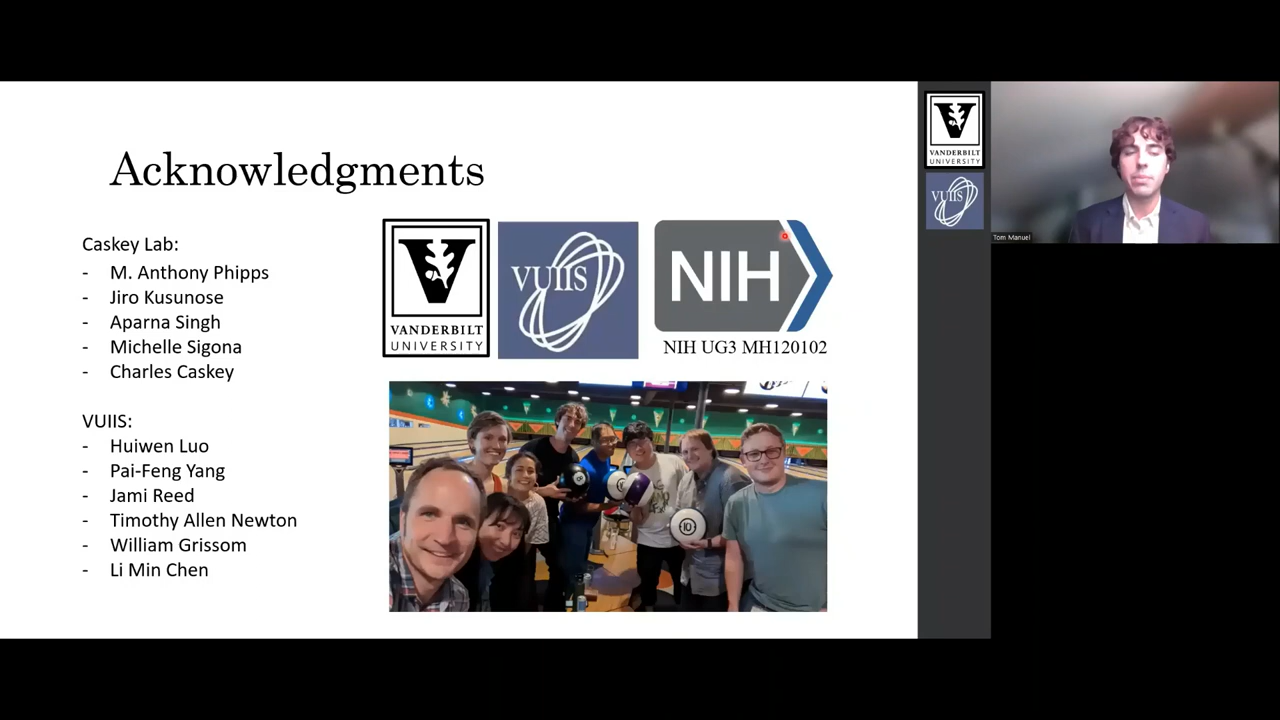 Acknowledgments
Caskey Lab:
- M. Anthony Phipps
- Jiro Kusunose
- Aparna Singh
- Michelle Sigona
- Charles Caskey
VUIIS:
- Huiwen Luo
- Pai-Feng Yang
- Jami Reed
- Timothy Allen Newton
- William Grissom
- Li Min Chen
V
VANDERBILT
UNIVERSITY
VUIIS
NIH
NIH UG3 MH120102
10
V
VANDERBILT
UNIVERSITY
VUIIS
Tom Manuel